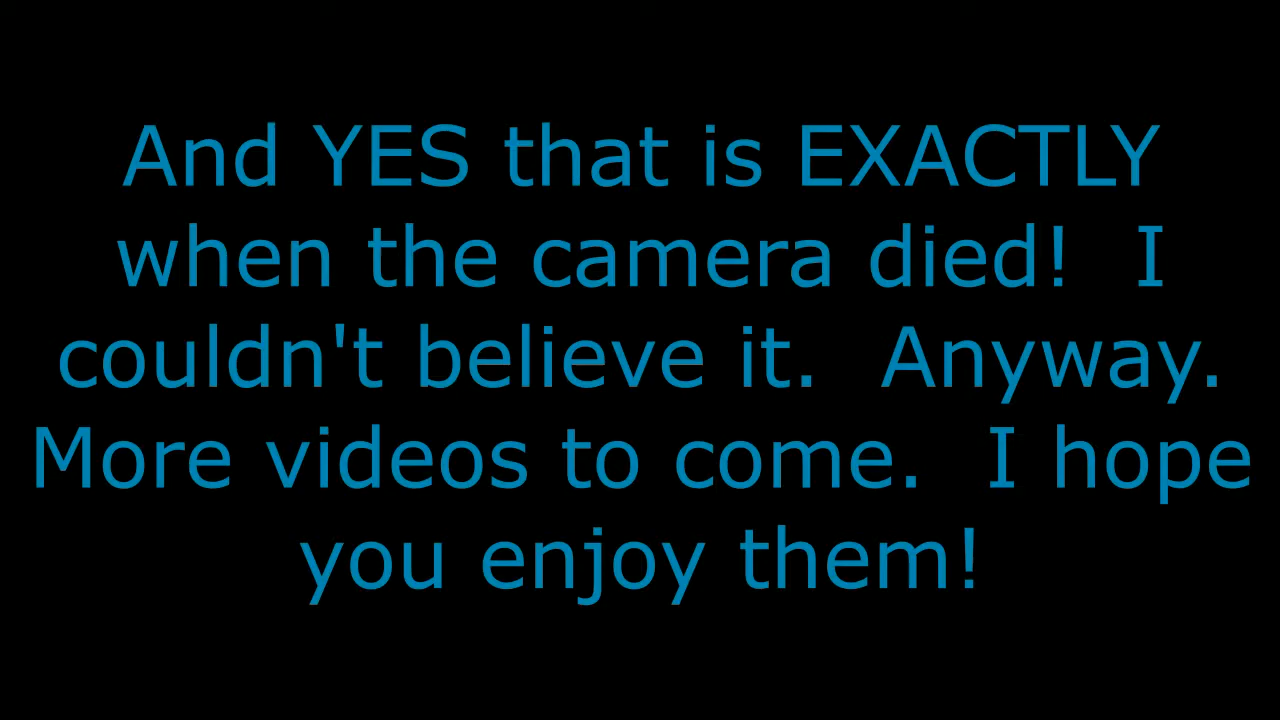 And YES that is EXACTLY
when the camera died!  I
couldn't believe it.  Anyway.
More videos to come.  I hope
you enjoy them!